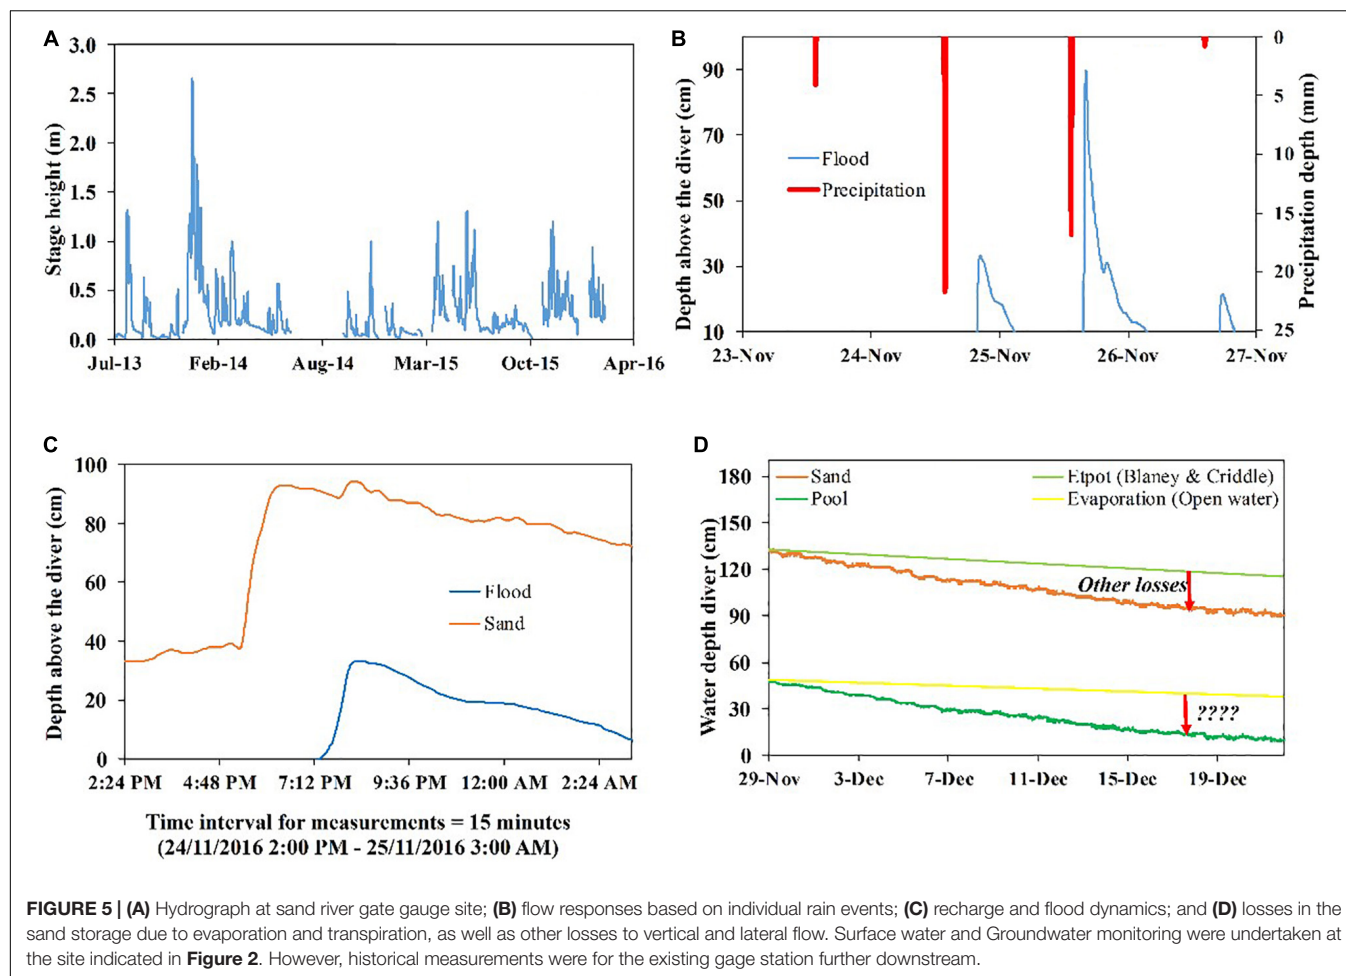 A
3.0
2.5
2.0
1.5
1.0
0.5
0.0
Stage height (m)
Jul-13 Feb-14 Aug-14 Mar-15 Oct-15 Apr-16
B
90
70
50
30
10
Depth above the diver (cm)
Flood
Precipitation
0
5
10
15
20
25
Precipitation depth (mm)
23-Nov 24-Nov 25-Nov 26-Nov 27-Nov
C
100
80
60
40
20
0
Depth above the diver (cm)
Flood
Sand
2:24 PM 4:48 PM 7:12 PM 9:36 PM 12:00 AM 2:24 AM
Time interval for measurements = 15 minutes
(24/11/2016 2:00 PM - 25/11/2016 3:00 AM)
D
180
150
120
90
60
30
0
Water depth diver (cm)
Sand Etpot (Blaney & Criddle)
Pool Evaporation (Open water)
Other losses
????
29-Nov 3-Dec 7-Dec 11-Dec 15-Dec 19-Dec
FIGURE 5 | (A) Hydrograph at sand river gate gauge site; (B) flow responses based on individual rain events; (C) recharge and flood dynamics; and (D) losses in the
sand storage due to evaporation and transpiration, as well as other losses to vertical and lateral flow. Surface water and Groundwater monitoring were undertaken at
the site indicated in Figure 2. However, historical measurements were for the existing gage station further downstream.